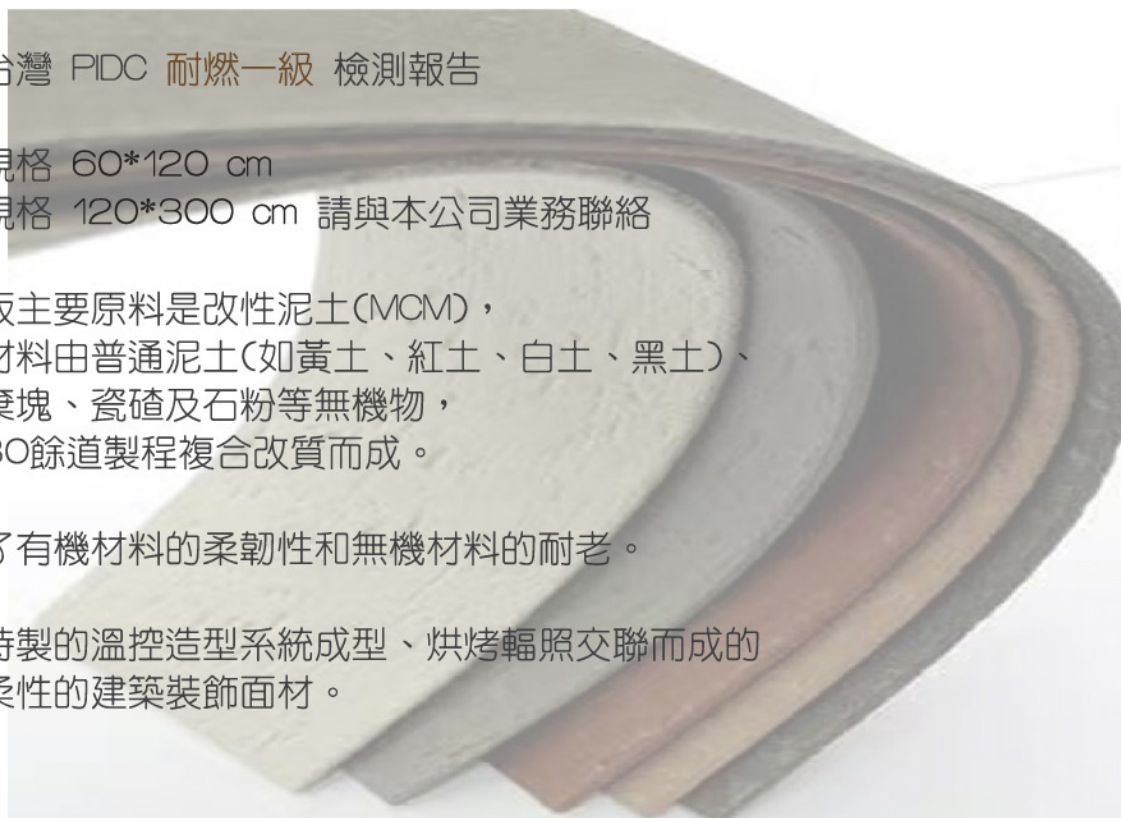 台灣 PIDC 耐燃一級 檢測報告
規格 60*120 cm
規格 120*300 cm 請與本公司業務聯絡
板主要原料是改性泥土(MCM)，
材料由普通泥土(如黃土、紅土、白土、黑土)、
棄塊、瓷碴及石粉等無機物，
30餘道製程複合改質而成。
了有機材料的柔韌性和無機材料的耐老。
特製的溫控造型系統成型、烘烤輻照交聯而成的
柔性的建築裝飾面材。